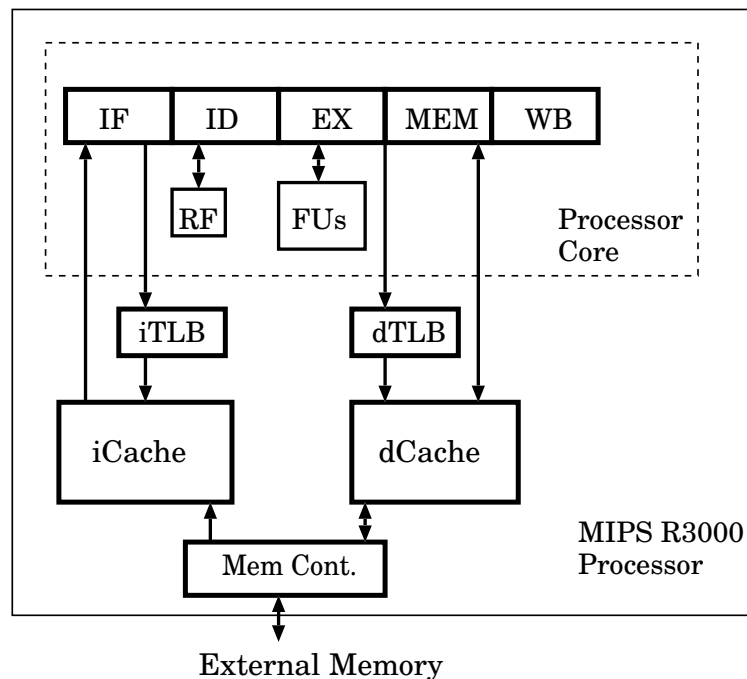 IF ID EX MEM WB
RF FUs
Processor
Core
iTLB dTLB
iCache dCache
MIPS R3000
Processor
Mem Cont.
External Memory